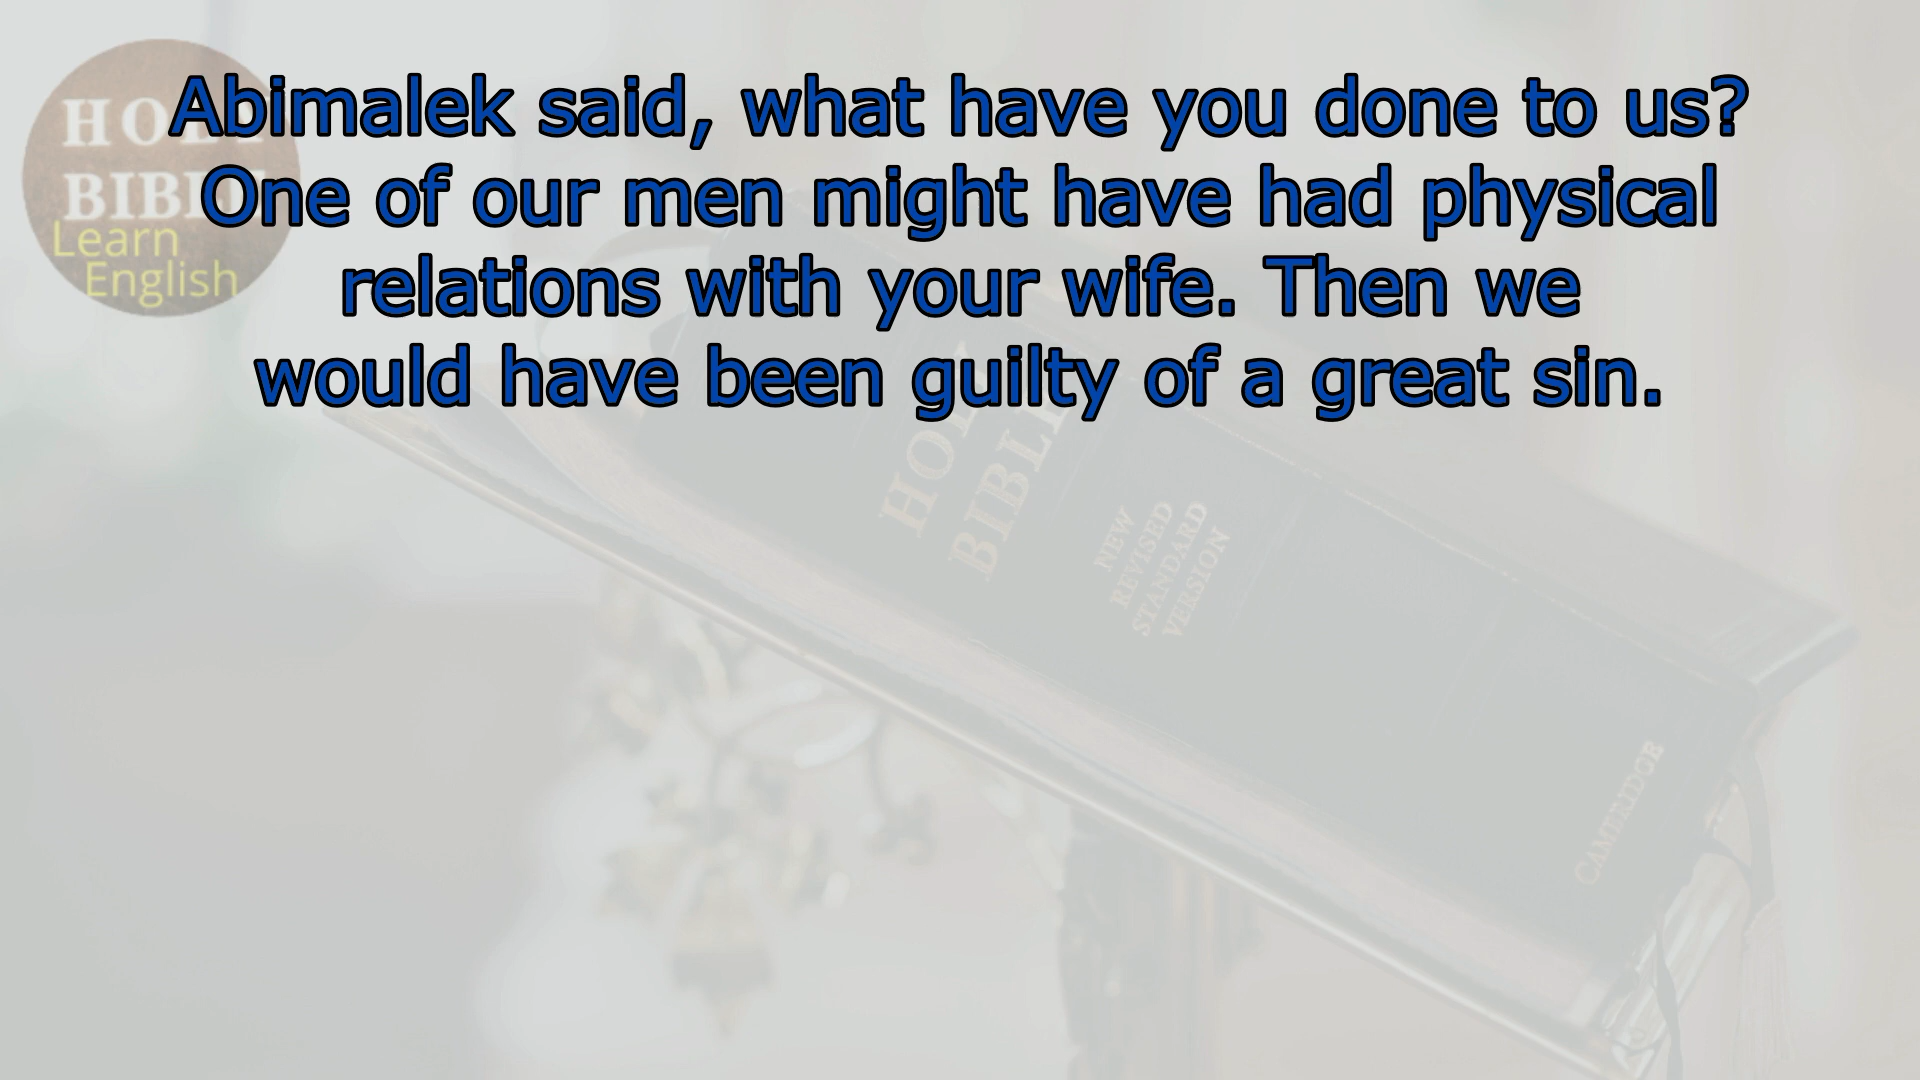 Abimalek said, what have you done to us?
One of our men might have had physical
relations with your wife. Then we
would have been guilty of a great sin.
HOLY
BIBLE
Learn
English
HOLY
BIBLE
NEW
REVISED
STANDARD
VERSION
CAMBRIDGE